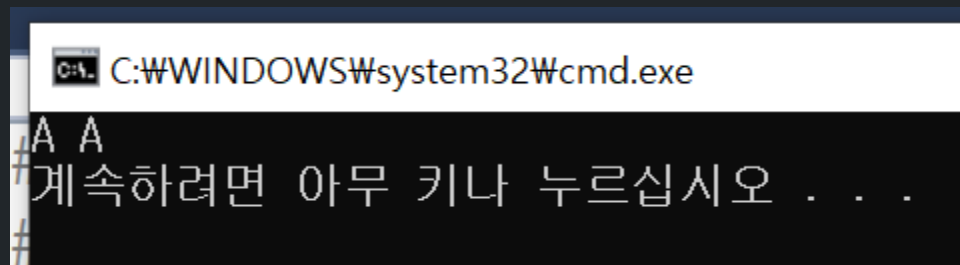 C:₩WINDOWS₩system32₩cmd.exe
A A
계속하려면 아무 키나 누르십시오 . . .
#
#